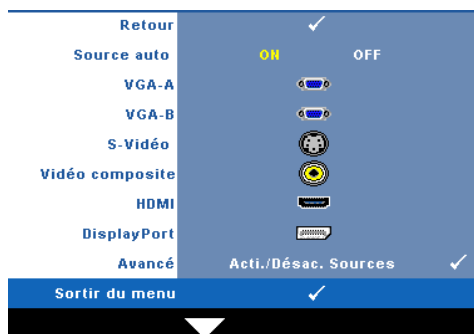 Retour
Source auto ON OFF
VGA-A
VGA-B
S-Vidéo
Vidéo composite
HDMI
DisplayPort
Avancé Acti./Désac. Sources
Sortir du menu